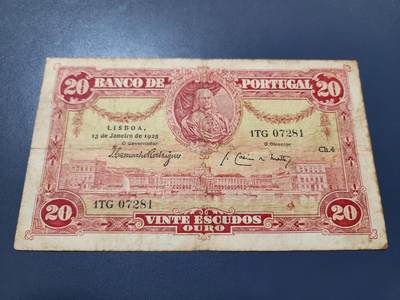 20 BANCO DE PORTUGAL 20
LISBOA,
13 de Janeiro de 1925
O Governador
1TG 07281
O Director
Ch. 4
20 1TG 07281 20
VINTE ESCUDOS
OURO